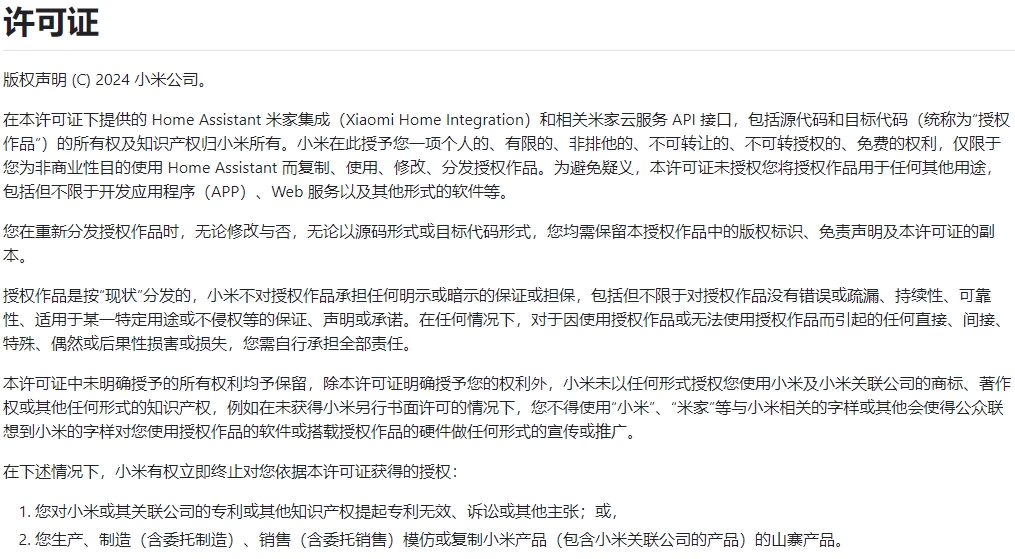 许可证
版权声明 (C) 2024 小米公司。
在本许可证下提供的 Home Assistant 米家集成（Xiaomi Home Integration）和相关米家云服务 API 接口，包括源代码和目标代码（统称为“授权
作品”）的所有权及知识产权归小米所有。小米在此授予您一项个人的、有限的、非排他的、不可转让的、不可转授权的、免费的权利，仅限于
您为非商业性目的使用 Home Assistant 而复制、使用、修改、分发授权作品。为避免疑义，本许可证未授权您将授权作品用于任何其他用途，
包括但不限于开发应用程序（APP）、Web 服务以及其他形式的软件等。
您在重新分发授权作品时，无论修改与否，无论以源码形式或目标代码形式，您均需保留本授权作品中的版权标识、免责声明及本许可证的副
本。
授权作品是按“现状”分发的，小米不对授权作品承担任何明示或暗示的保证或担保，包括但不限于对授权作品没有错误或疏漏、持续性、可靠
性、适用于某一特定用途或不侵权等的保证、声明或承诺。在任何情况下，对于因使用授权作品或无法使用授权作品而引起的任何直接、间接、
特殊、偶然或后果性损害或损失，您需自行承担全部责任。
本许可证中未明确授予的所有权利均予保留，除本许可证明确授予您的权利外，小米未以任何形式授权您使用小米及小米关联公司的商标、著作
权或其他任何形式的知识产权，例如在未获得小米另行书面许可的情况下，您不得使用“小米”、“米家”等与小米相关的字样或其他会使得公众联
想到小米的字样对您使用授权作品的软件或搭载授权作品的硬件做任何形式的宣传或推广。
在下述情况下，小米有权立即终止对您依据本许可证获得的授权：
1. 您对小米或其关联公司的专利或其他知识产权提起专利无效、诉讼或其他主张；或，
2. 您生产、制造（含委托制造）、销售（含委托销售）模仿或复制小米产品（包含小米关联公司的产品）的山寨产品。